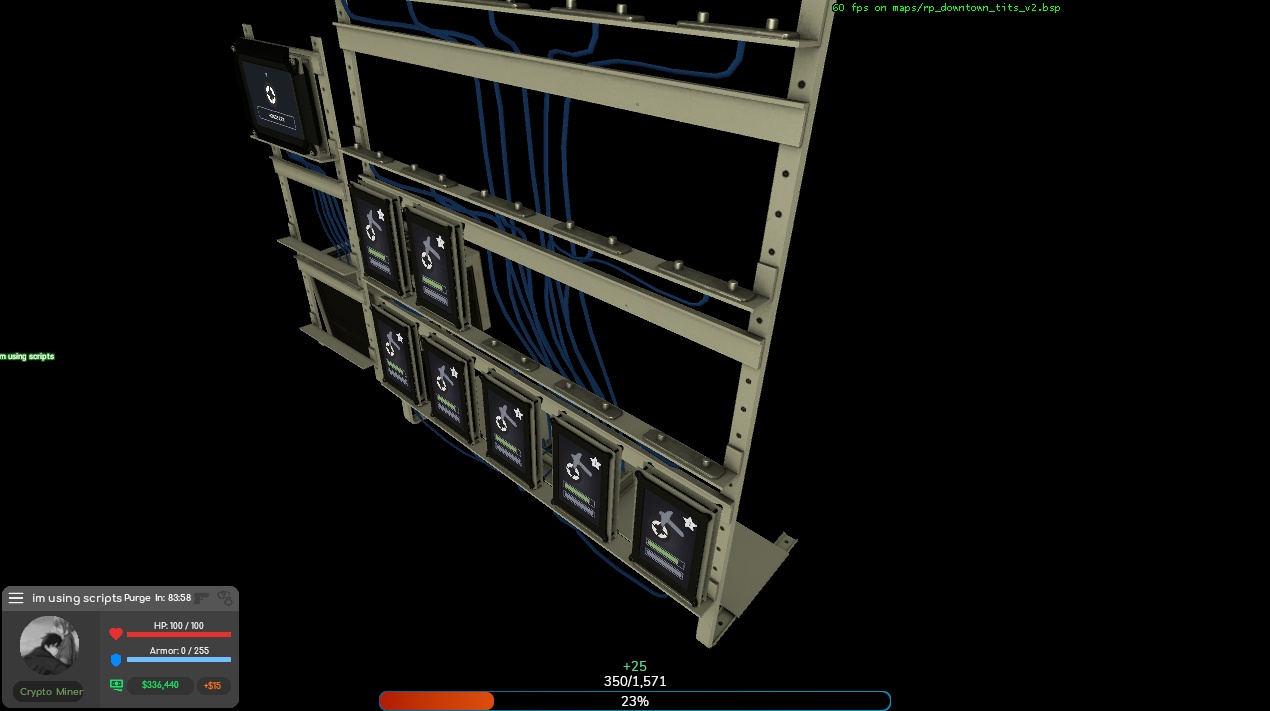 60 fps on maps/rp_downtown_tits_v2.bsp
m using scripts
im using scripts Purge In: 83:58
HP: 100 / 100
Armor: 0 / 255
$336,440 +$15
Crypto Miner
+25
350/1,571
23%